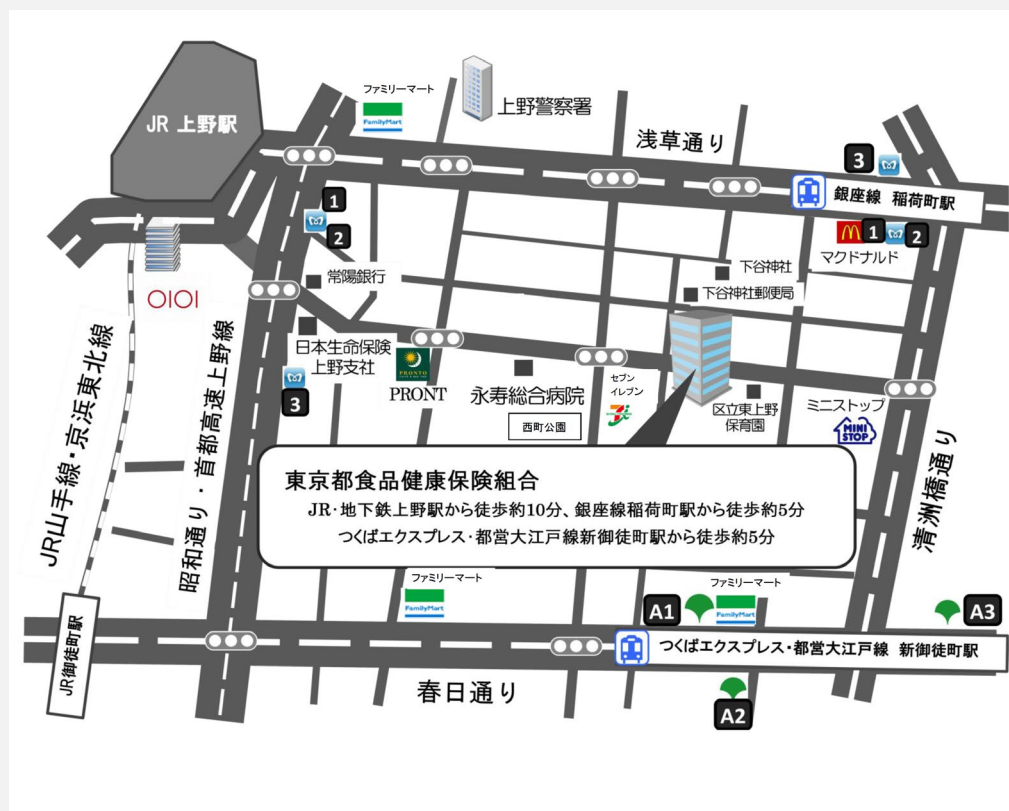 ファミリーマート
FamilyMart
上野警察署
JR 上野駅
浅草通り
3
銀座線 稲荷町駅
1
2
1
2
マクドナルド
OIOI
常陽銀行
下谷神社
下谷神社郵便局
日本生命保険
上野支社
3
PRONTO
PRONT
永寿総合病院
西町公園
セブン
イレブン
区立東上野
保育園
ミニストップ
MINI
STOP
JR山手線・京浜東北線
昭和通り・首都高速上野線
清洲橋通り
東京都食品健康保険組合
JR・地下鉄上野駅から徒歩約10分、銀座線稲荷町駅から徒歩約5分
つくばエクスプレス・都営大江戸線新御徒町駅から徒歩約5分
ファミリーマート
FamilyMart
ファミリーマート
A1
FamilyMart
A3
JR御徒町駅
つくばエクスプレス・都営大江戸線 新御徒町駅
春日通り
A2